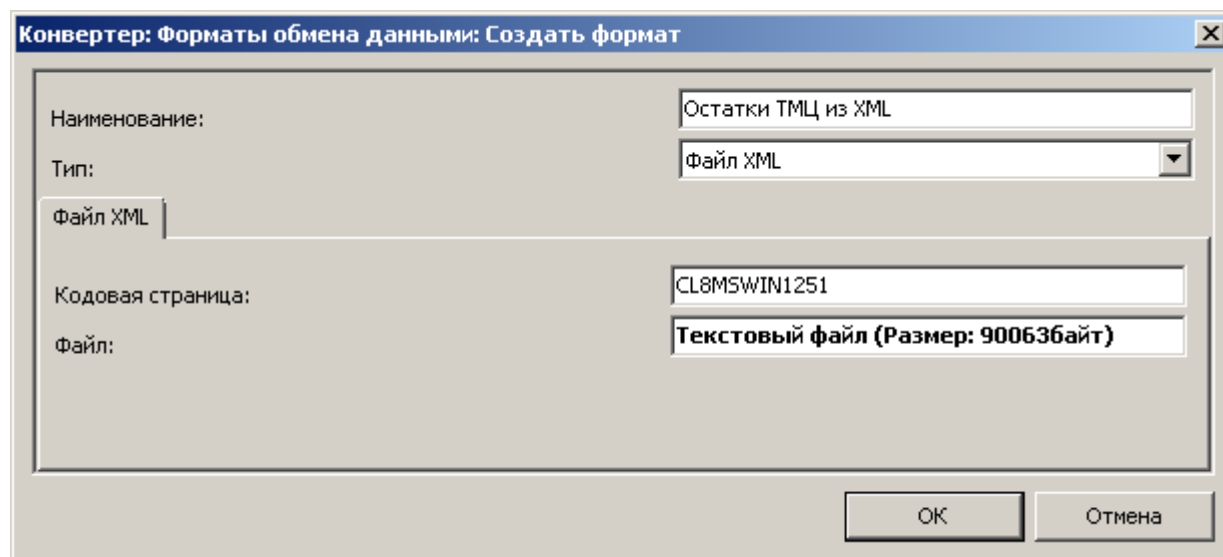 Конвертер: Форматы обмена данными: Создать формат
Наименование: Остатки ТМЦ из XML
Тип: Файл XML
Файл XML
Кодовая страница: CL8MSWIN1251
Файл: Текстовый файл (Размер: 90063байт)
ОК Отмена